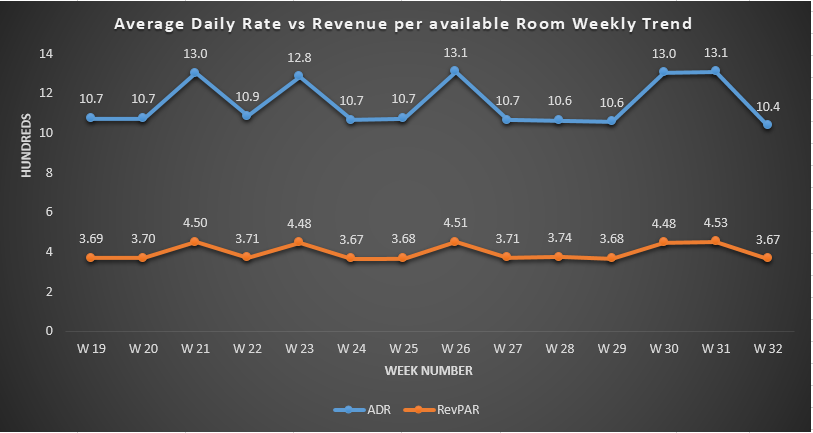 Average Daily Rate vs Revenue per available Room Weekly Trend
14
12
10
8
6
4
2
0
HUNDREDS
10.7 10.7 13.0 10.9 12.8 10.7 10.7 13.1 10.7 10.6 10.6 13.0 13.1 10.4
3.69 3.70 4.50 3.71 4.48 3.67 3.68 4.51 3.71 3.74 3.68 4.48 4.53 3.67
W 19 W 20 W 21 W 22 W 23 W 24 W 25 W 26 W 27 W 28 W 29 W 30 W 31 W 32
WEEK NUMBER
ADR RevPAR